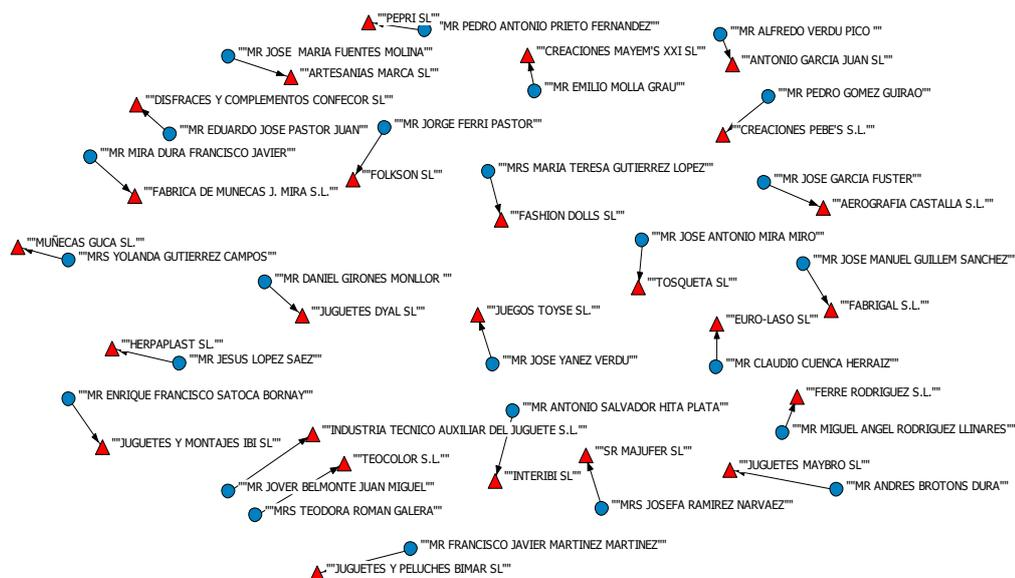 ""PEPRI SL""
"MR PEDRO ANTONIO PRIETO FERNANDEZ""
""MR ALFREDO VERDU PICO ""
""MR JOSE  MARIA FUENTES MOLINA""
""CREACIONES MAYEM'S XXI SL""
""ANTONIO GARCIA JUAN SL""
""ARTESANIAS MARCA SL""
""MR EMILIO MOLLA GRAU""
""MR PEDRO GOMEZ GUIRAO""
""DISFRACES Y COMPLEMENTOS CONFECOR SL""
""MR EDUARDO JOSE PASTOR JUAN""
""MR JORGE FERRI PASTOR""
""CREACIONES PEBE'S S.L.""
""MR MIRA DURA FRANCISCO JAVIER""
""FOLKSON SL""
""MRS MARIA TERESA GUTIERREZ LOPEZ""
""MR JOSE GARCIA FUSTER""
""FABRICA DE MUNECAS J. MIRA S.L.""
""AEROGRAFIA CASTALLA S.L.""
""FASHION DOLLS SL""
""MUÑECAS GUCA SL.""
""MR JOSE ANTONIO MIRA MIRO""
""MRS YOLANDA GUTIERREZ CAMPOS""
""MR JOSE MANUEL GUILLEM SANCHEZ""
""MR DANIEL GIRONES MONLLOR ""
""TOSQUETA SL""
""JUGUETES DYAL SL""
""JUEGOS TOYSE SL.""
""FABRIGAL S.L.""
""EURO-LASO SL""
""HERPAPLAST SL.""
""MR JESUS LOPEZ SAEZ""
""MR JOSE YANEZ VERDU""
""MR CLAUDIO CUENCA HERRAIZ""
""MR ENRIQUE FRANCISCO SATOCA BORNAY""
""FERRE RODRIGUEZ S.L.""
""MR ANTONIO SALVADOR HITA PLATA""
""INDUSTRIA TECNICO AUXILIAR DEL JUGUETE S.L.""
""MR MIGUEL ANGEL RODRIGUEZ LLINARES""
""JUGUETES Y MONTAJES IBI SL""
""SR MAJUFER SL""
""TEOCOLOR S.L.""
""JUGUETES MAYBRO SL""
""INTERIBI SL""
""MR JOVER BELMONTE JUAN MIGUEL""
""MR ANDRES BROTONS DURA""
""MRS TEODORA ROMAN GALERA""
""MRS JOSEFA RAMIREZ NARVAEZ""
""MR FRANCISCO JAVIER MARTINEZ MARTINEZ""
""JUGUETES Y PELUCHES BIMAR SL""